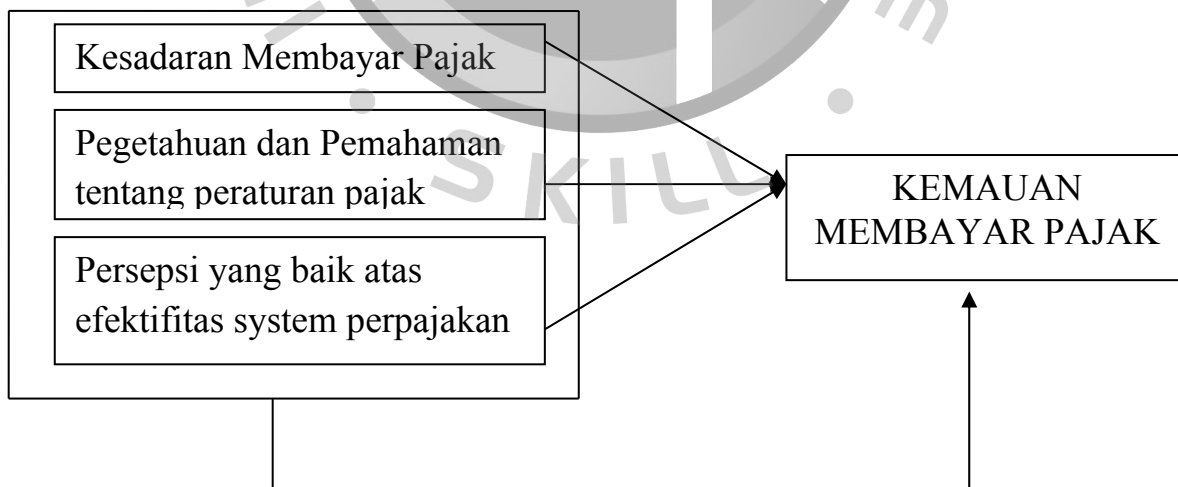 Kesadaran Membayar Pajak
Pegetahuan dan Pemahaman
tentang peraturan pajak
Persepsi yang baik atas
efektifitas system perpajakan
KEMAUAN
MEMBAYAR PAJAK
SKILL